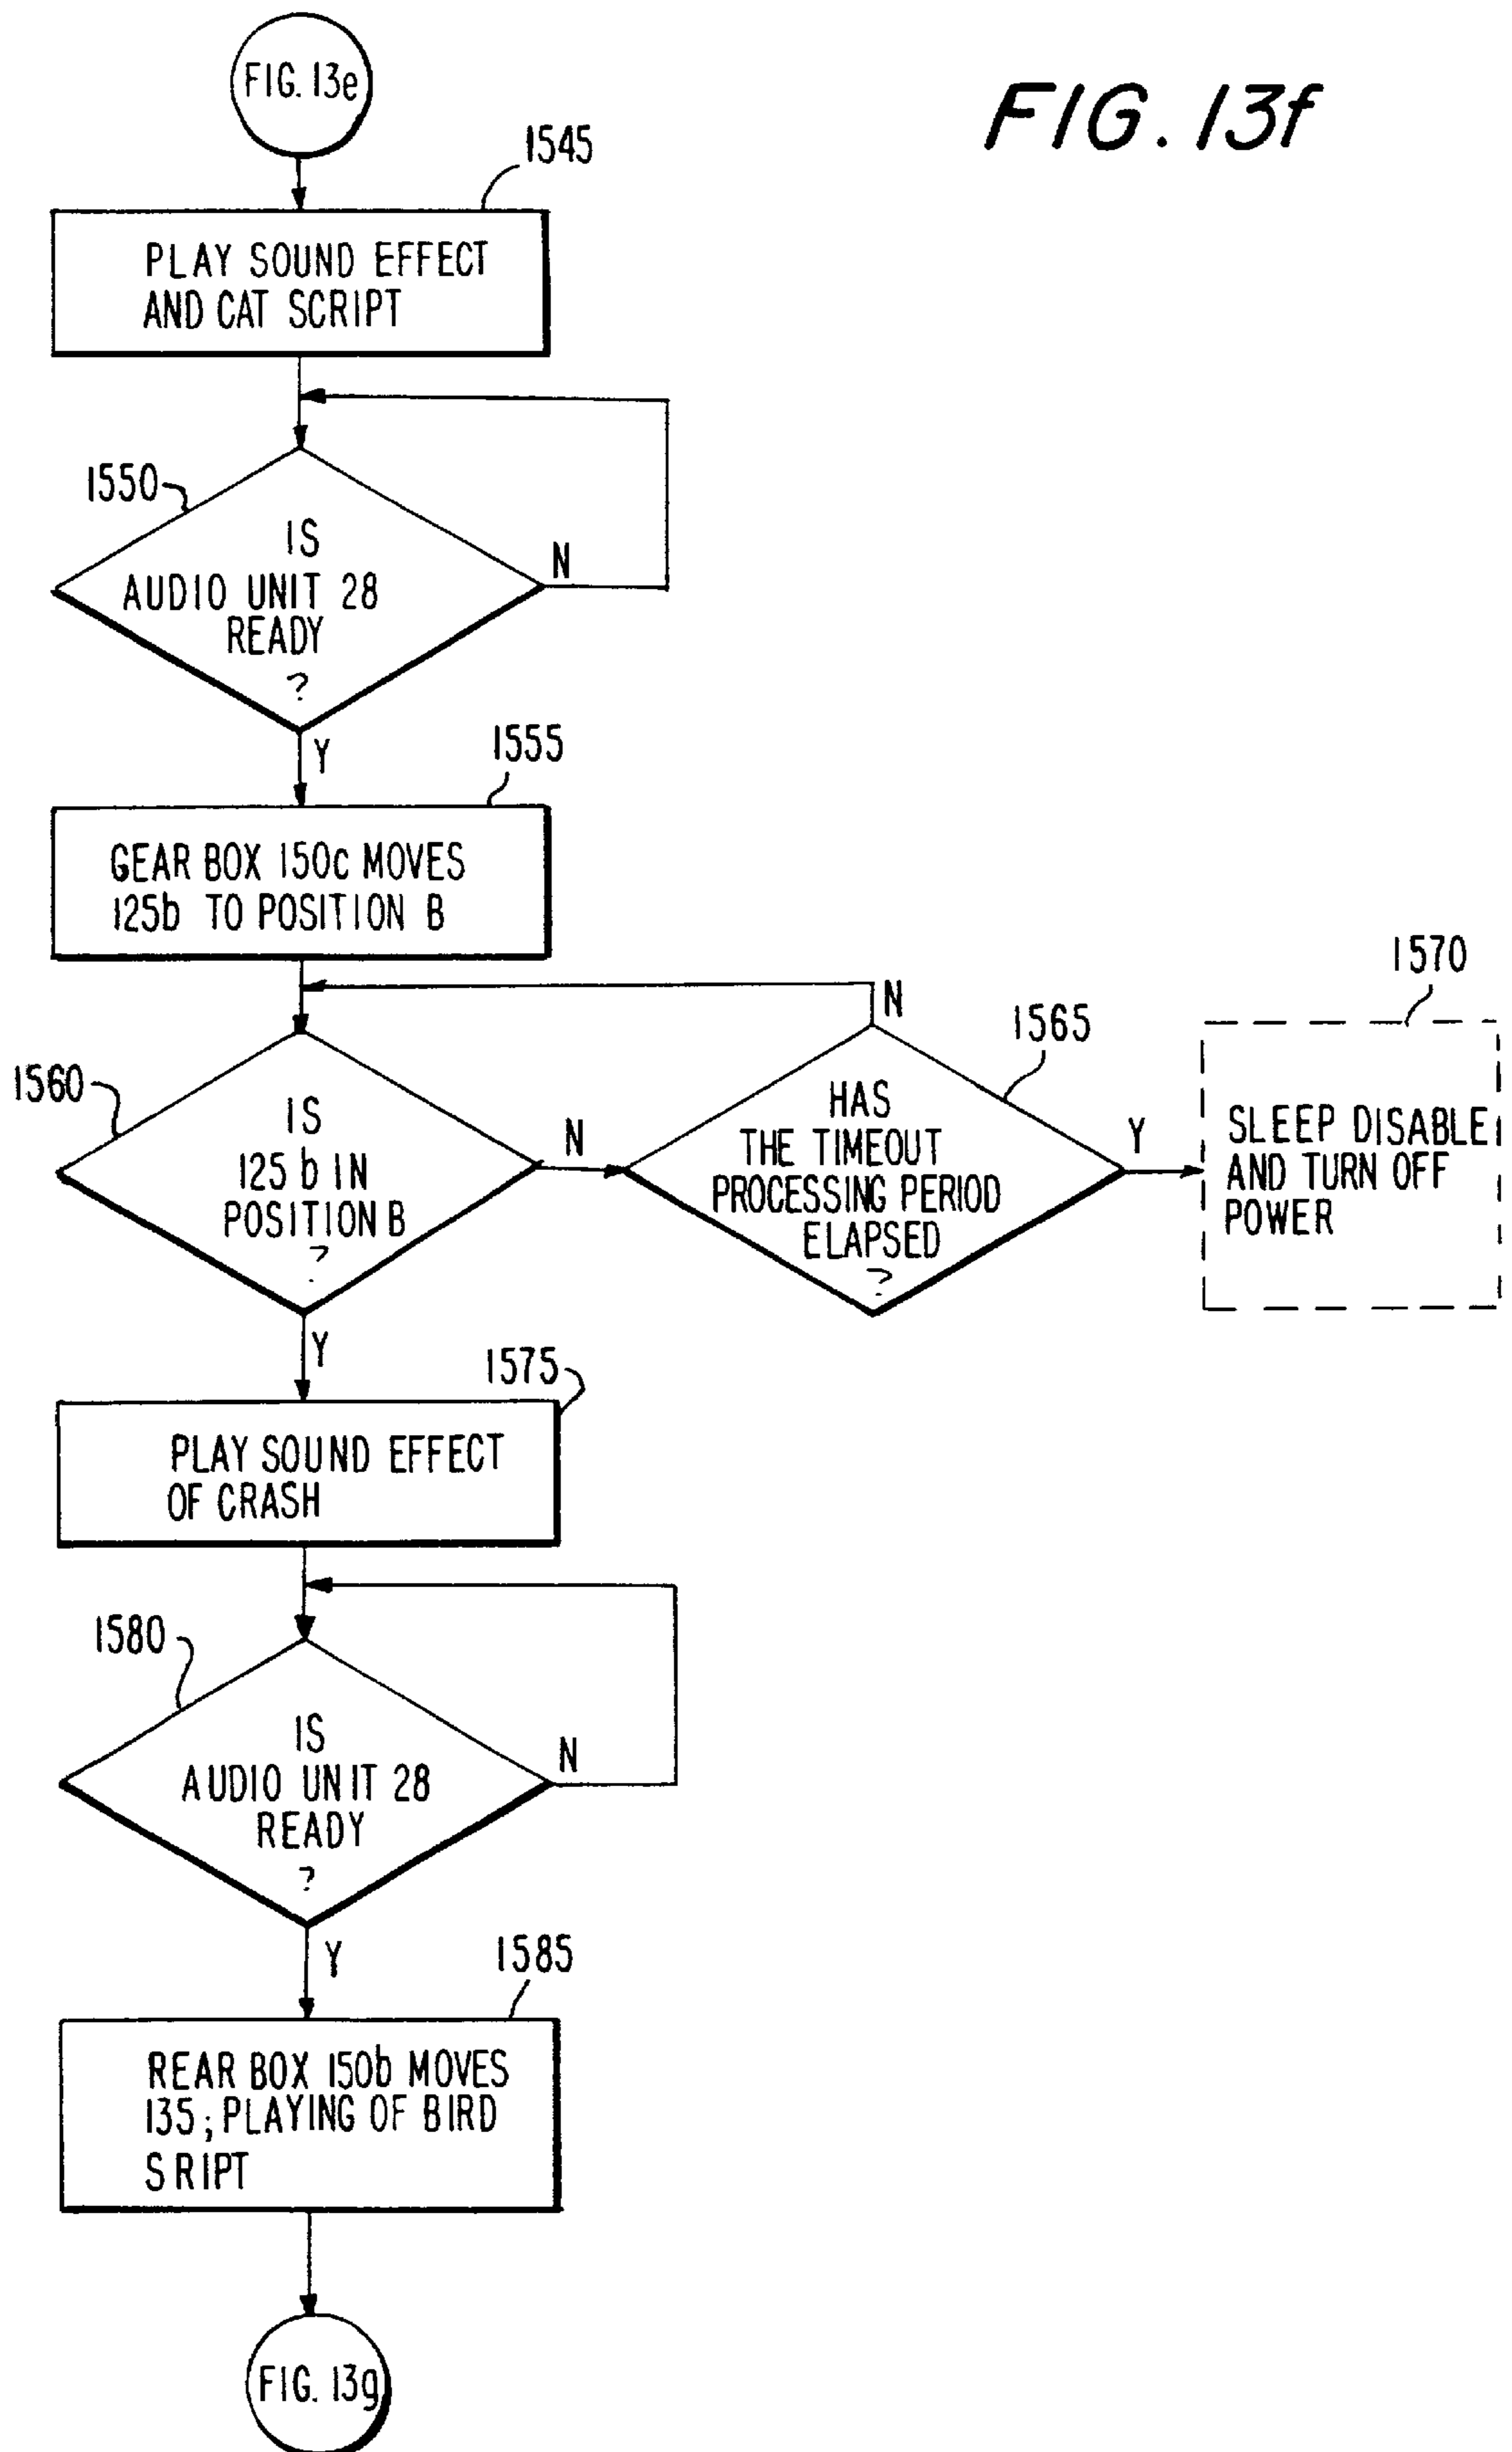 FIG. 13e
FIG. 13f
1545
PLAY SOUND EFFECT
AND CAT SCRIPT
1550
IS
AUDIO UNIT 28
READY
?
N
Y
1555
GEAR BOX 150c MOVES
125b TO POSITION B
1560
IS
125b IN
POSITION B
?
N
N
1565
HAS
THE TIMEOUT
PROCESSING PERIOD
ELAPSED
?
Y
1570
SLEEP DISABLE
AND TURN OFF
POWER
Y
1575
PLAY SOUND EFFECT
OF CRASH
1580
IS
AUDIO UNIT 28
READY
?
N
Y
1585
REAR BOX 150b MOVES
135; PLAYING OF BIRD
SRIPT
FIG. 13g